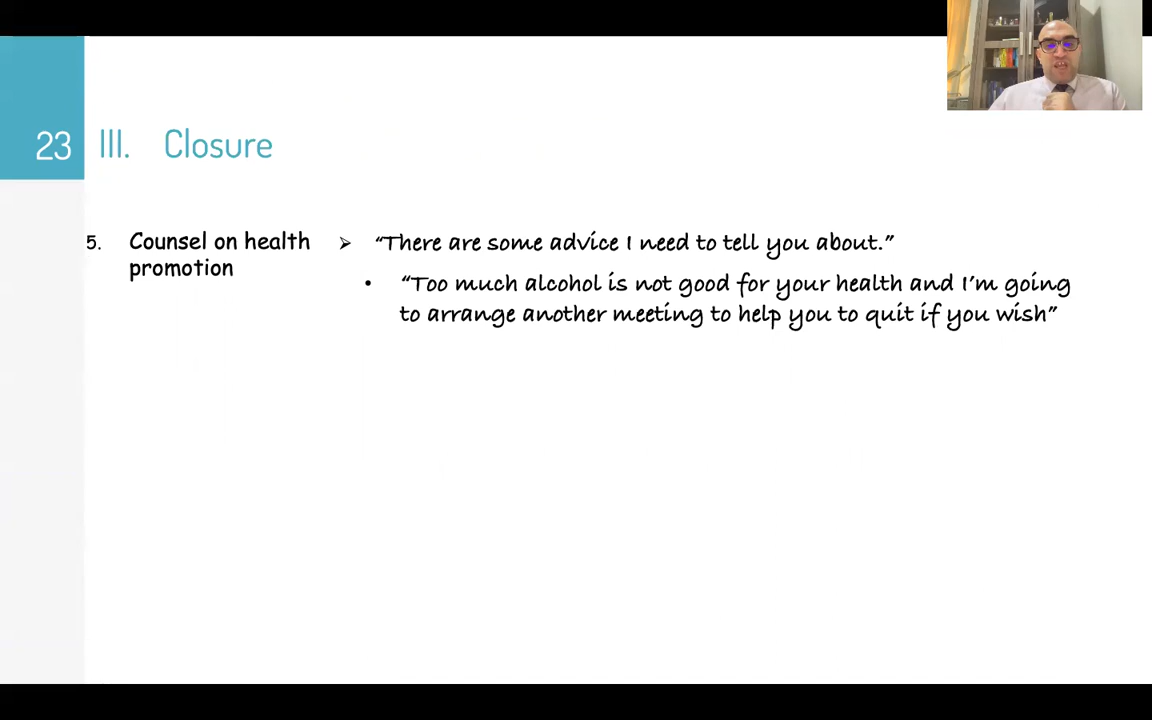 23 III. Closure
5. Counsel on health ➢ “There are some advice I need to tell you about.”
promotion
• “Too much alcohol is not good for your health and I’m going
to arrange another meeting to help you to quit if you wish”